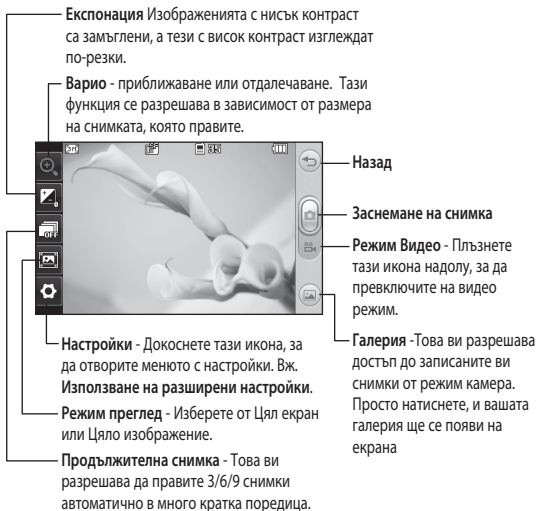 Експонация Изображенията с нисък контраст
са замъглени, а тези с висок контраст изглеждат
по-резки.
Варио - приближаване или отдалечаване. Тази
функция се разрешава в зависимост от размера
на снимката, която правите.
3M
OFF
0
Назад
Заснемане на снимка
Режим Видео - Плъзнете
тази икона надолу, за да
превключите на видео
режим.
Галерия -Това ви разрешава
достъп до записаните ви
снимки от режим камера.
Просто натиснете, и вашата
галерия ще се появи на
екрана
Настройки - Докоснете тази икона, за
да отворите менюто с настройки. Вж.
Използване на разширени настройки.
Режим преглед - Изберете от Цял екран
или Цяло изображение.
Продължителна снимка - Това ви
разрешава да правите 3/6/9 снимки
автоматично в много кратка поредица.